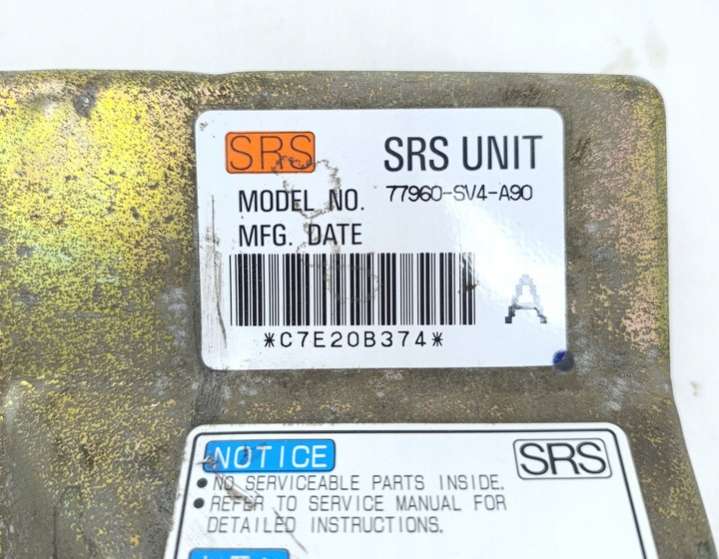 SRS SRS UNIT
MODEL NO. 77960-SV4-A90
MFG. DATE
*C7E20B374*
A
NOTICE SRS
• NO SERVICEABLE PARTS INSIDE.
• REFER TO SERVICE MANUAL FOR
DETAILED INSTRUCTIONS.